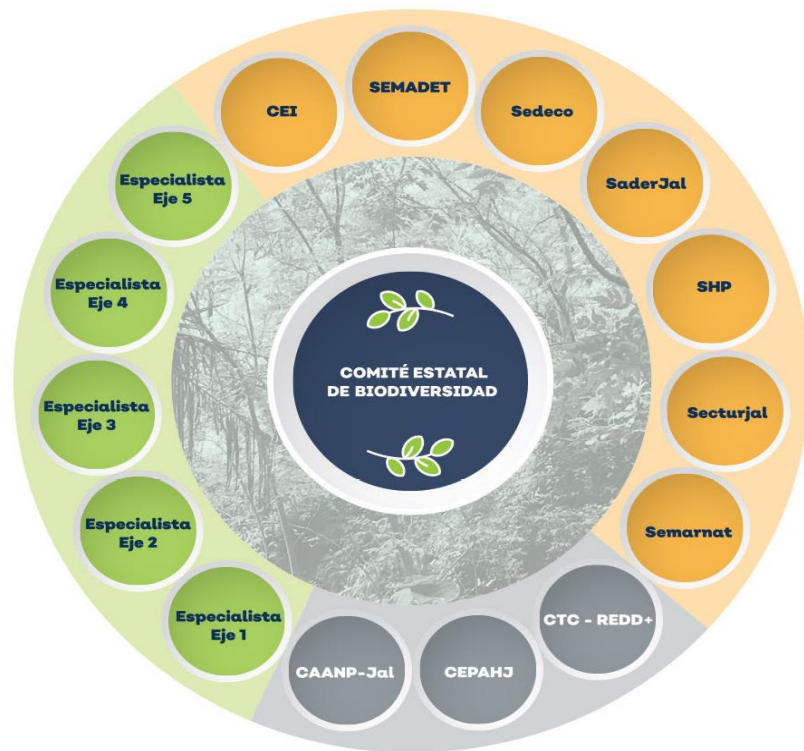 COMITÉ ESTATAL
DE BIODIVERSIDAD
CEI
SEMADET
Sedeco
SaderJal
SHP
Secturjal
Semarnat
CTC - REDD+
CEPAHJ
CAANP-Jal
Especialista
Eje 1
Especialista
Eje 2
Especialista
Eje 3
Especialista
Eje 4
Especialista
Eje 5